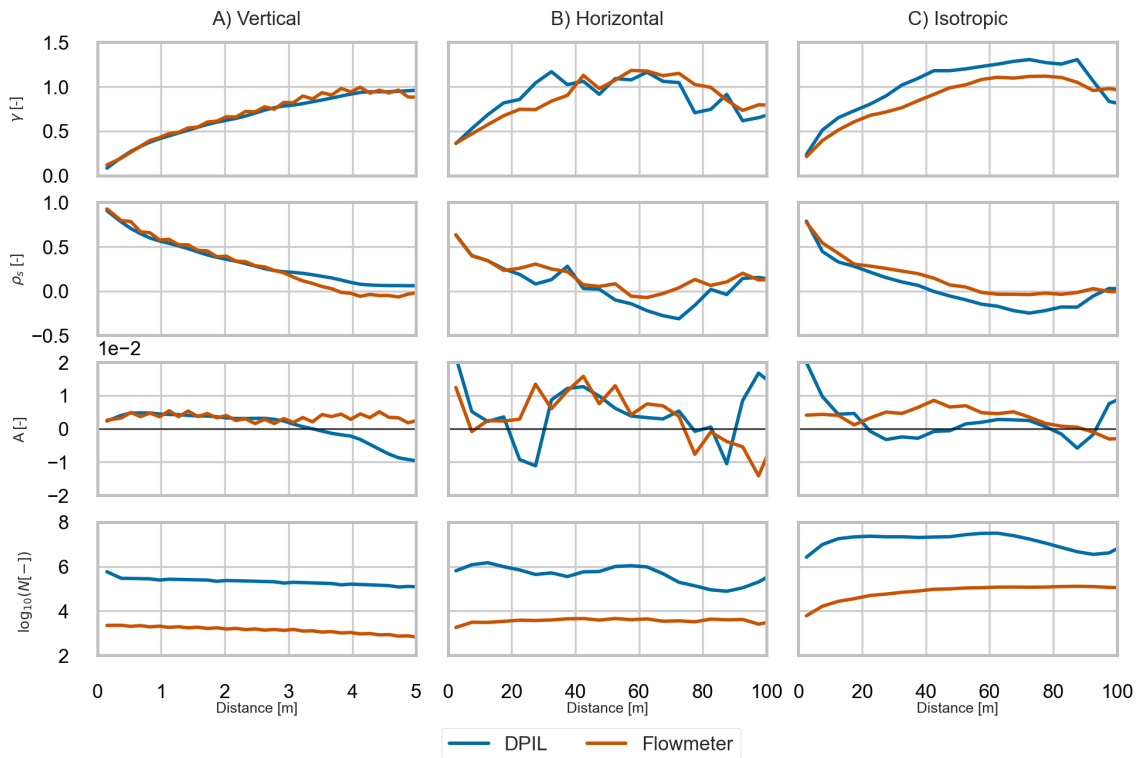 A) Vertical B) Horizontal C) Isotropic
γ [-]
1.5
1.0
0.5
0.0
ρs [-]
1.0
0.5
0.0
−0.5
1e−2
A [-]
2
1
0
−1
−2
log10(N[−])
8
6
4
2
0 1 2 3 4 5 0 20 40 60 80 100 0 20 40 60 80 100
Distance [m] Distance [m] Distance [m]
DPIL Flowmeter